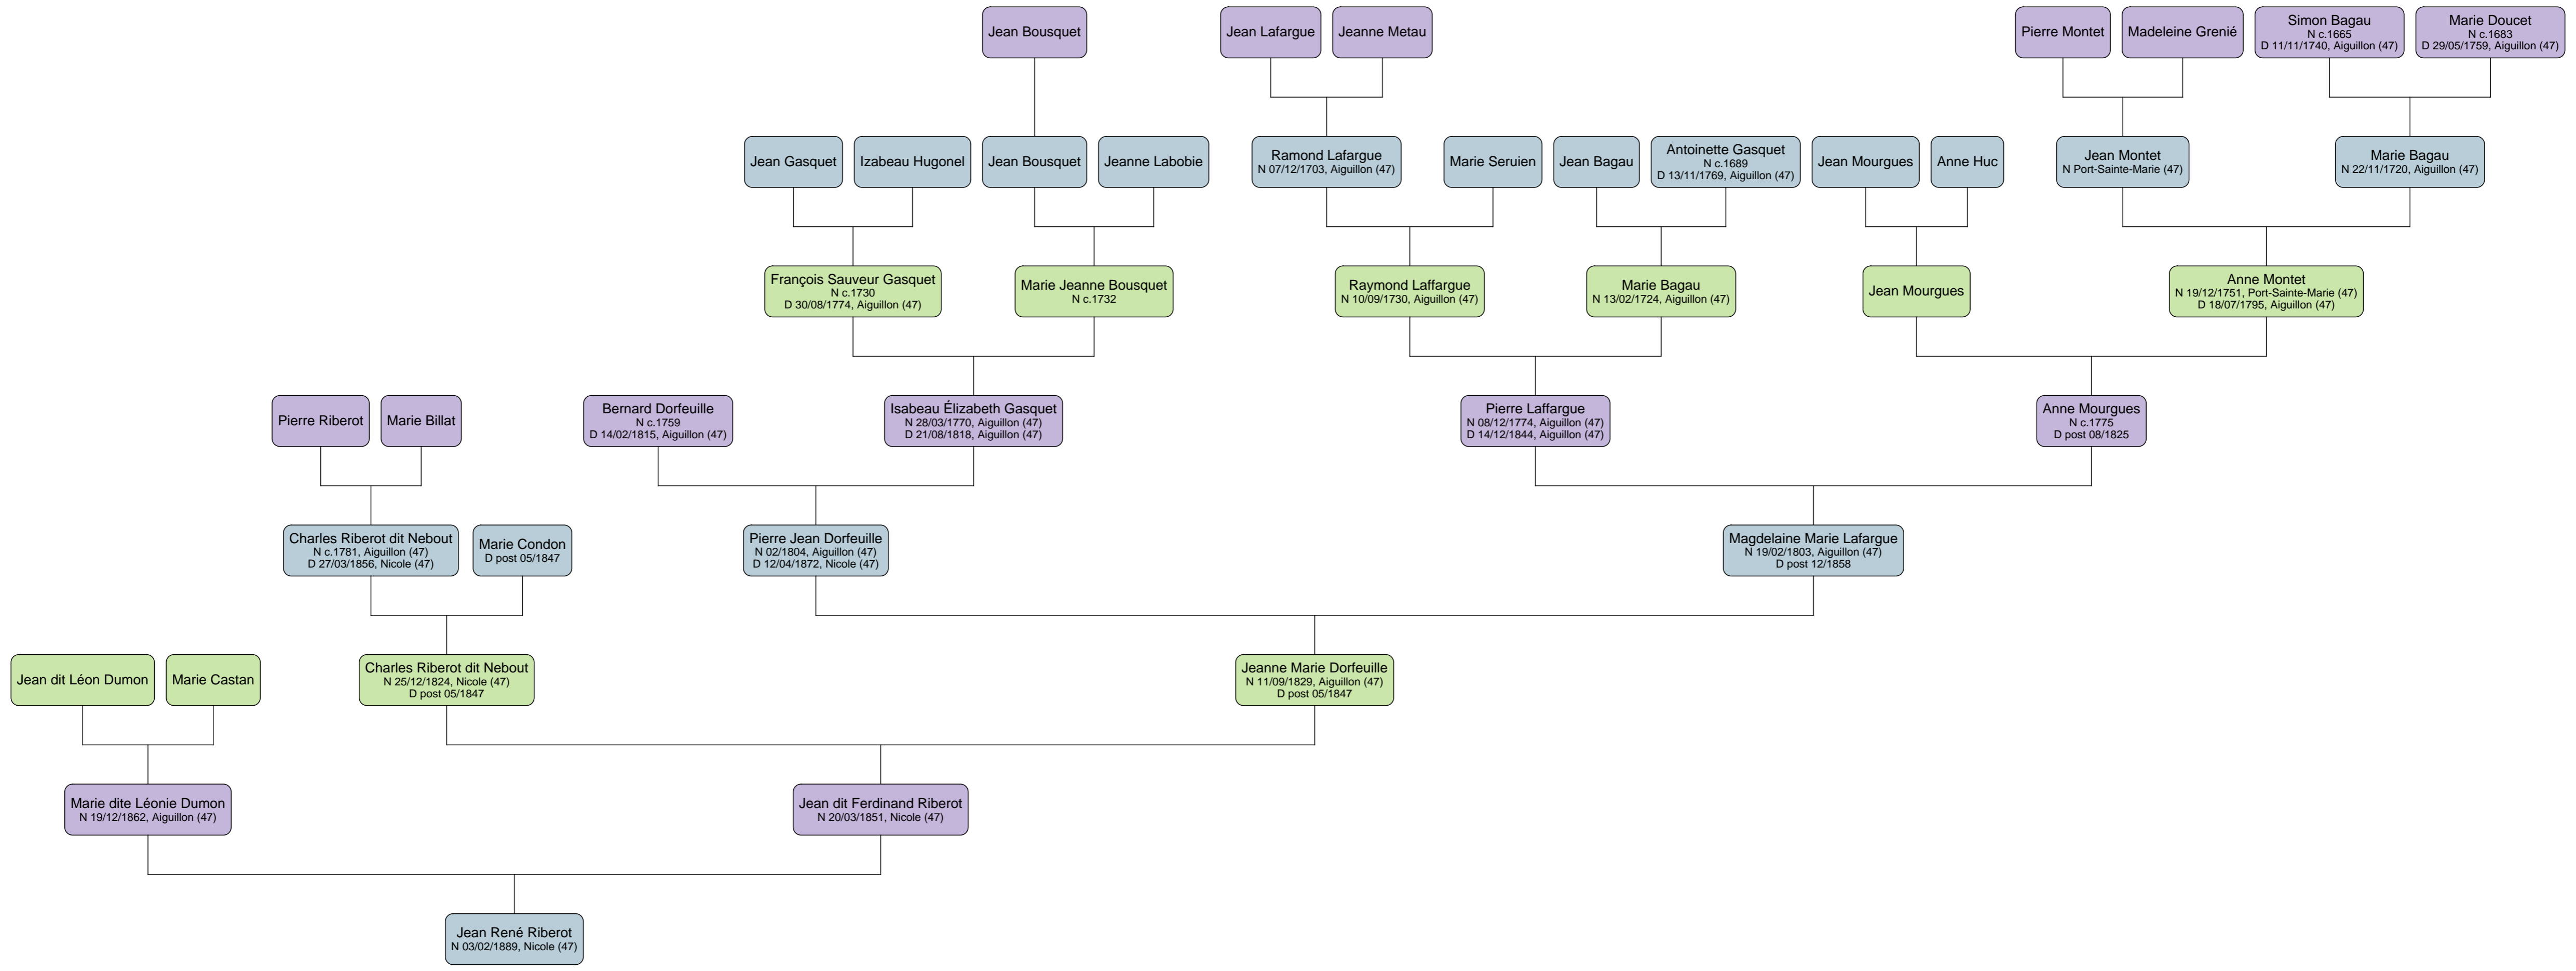 Jean Bousquet
Jean Lafargue
Jeanne Metau
Pierre Montet
Madeleine Grenié
Simon Bagau
N c.1665
D 11/11/1740, Aiguillon (47)
Marie Doucet
N c.1683
D 29/05/1759, Aiguillon (47)
Jean Gasquet
Izabeau Hugonel
Jean Bousquet
Jeanne Labobie
Ramond Lafargue
N 07/12/1703, Aiguillon (47)
Marie Seruien
Jean Bagau
Antoinette Gasquet
N c.1689
D 13/11/1769, Aiguillon (47)
Jean Mourgues
Anne Huc
Jean Montet
N Port-Sainte-Marie (47)
Marie Bagau
N 22/11/1720, Aiguillon (47)
François Sauveur Gasquet
N c.1730
D 30/08/1774, Aiguillon (47)
Marie Jeanne Bousquet
N c.1732
Raymond Laffargue
N 10/09/1730, Aiguillon (47)
Marie Bagau
N 13/02/1724, Aiguillon (47)
Jean Mourgues
Anne Montet
N 19/12/1751, Port-Sainte-Marie (47)
D 18/07/1795, Aiguillon (47)
Pierre Riberot
Marie Billat
Bernard Dorfeuille
N c.1759
D 14/02/1815, Aiguillon (47)
Isabeau Élizabeth Gasquet
N 28/03/1770, Aiguillon (47)
D 21/08/1818, Aiguillon (47)
Pierre Laffargue
N 08/12/1774, Aiguillon (47)
D 14/12/1844, Aiguillon (47)
Anne Mourgues
N c.1775
D post 08/1825
Charles Riberot dit Nebout
N c.1781, Aiguillon (47)
D 27/03/1856, Nicole (47)
Marie Condon
D post 05/1847
Pierre Jean Dorfeuille
N 02/1804, Aiguillon (47)
D 12/04/1872, Nicole (47)
Magdelaine Marie Lafargue
N 19/02/1803, Aiguillon (47)
D post 12/1858
Jean dit Léon Dumon
Marie Castan
Charles Riberot dit Nebout
N 25/12/1824, Nicole (47)
D post 05/1847
Jeanne Marie Dorfeuille
N 11/09/1829, Aiguillon (47)
D post 05/1847
Marie dite Léonie Dumon
N 19/12/1862, Aiguillon (47)
Jean dit Ferdinand Riberot
N 20/03/1851, Nicole (47)
Jean René Riberot
N 03/02/1889, Nicole (47)